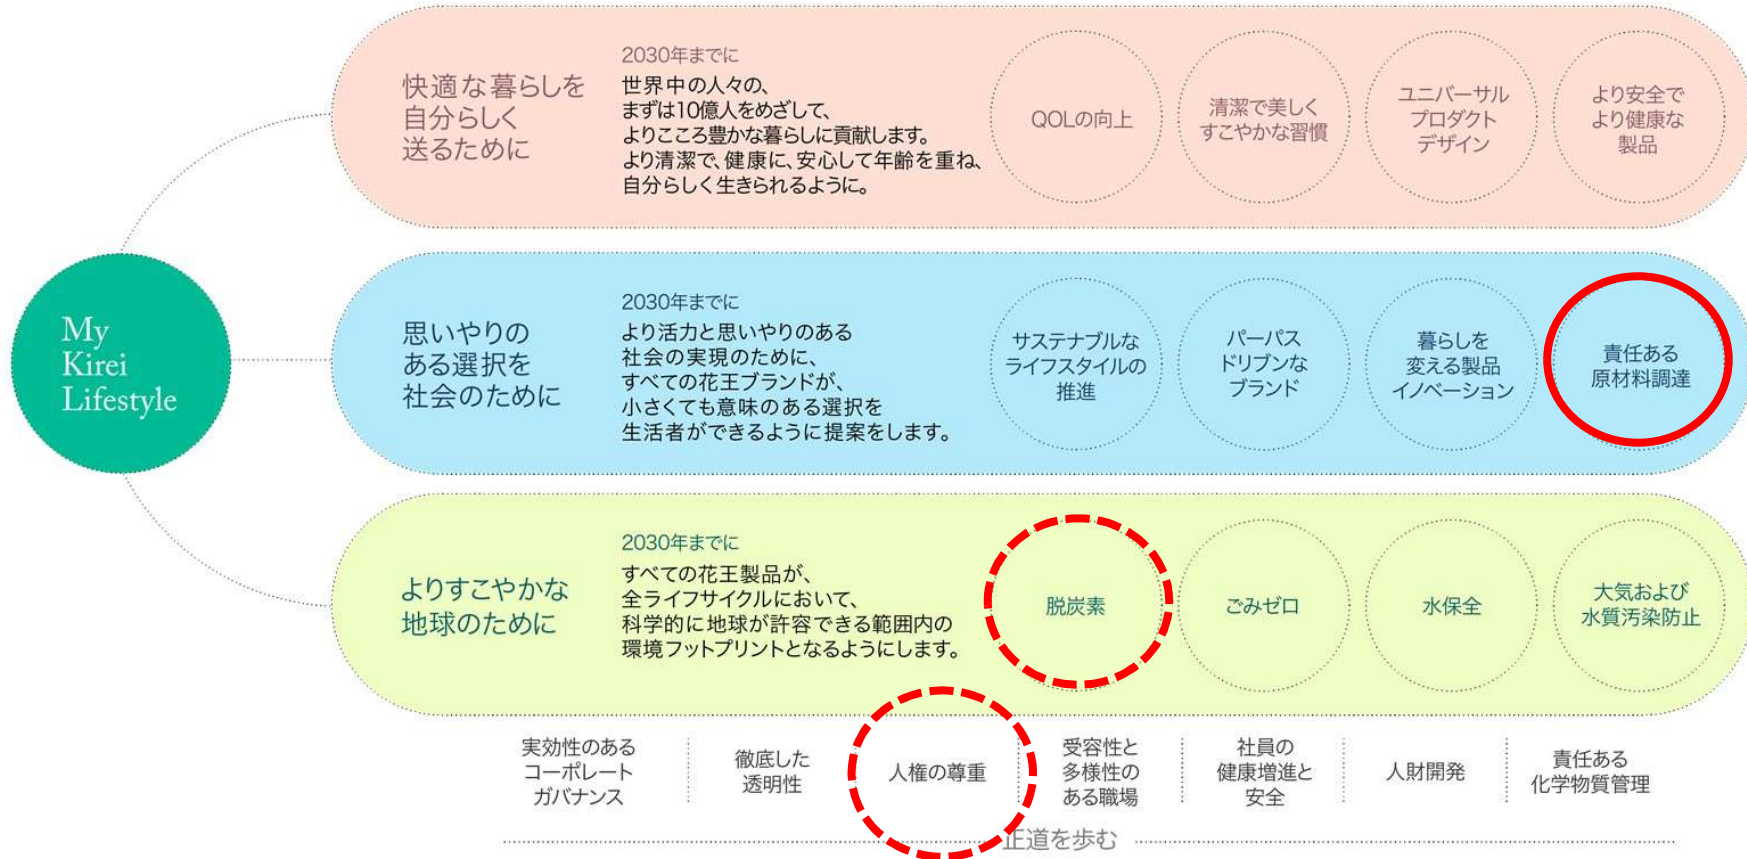 My
Kirei
Lifestyle
快適な暮らしを
自分らしく
送るために
2030年までに
世界中の人々の、
まずは10億人をめざして、
よりこころ豊かな暮らしに貢献します。
より清潔で、健康に、安心して年齢を重ね、
自分らしく生きられるように。
QOLの向上
清潔で美しく
すこやかな習慣
ユニバーサル
プロダクト
デザイン
より安全で
より健康な
製品
思いやりの
ある選択を
社会のために
2030年までに
より活力と思いやりのある
社会の実現のために、
すべての花王ブランドが、
小さくても意味のある選択を
生活者ができるように提案をします。
サステナブルな
ライフスタイルの
推進
パーパス
ドリブンな
ブランド
暮らしを
変える製品
イノベーション
責任ある
原材料調達
よりすこやかな
地球のために
2030年までに
すべての花王製品が、
全ライフサイクルにおいて、
科学的に地球が許容できる範囲内の
環境フットプリントとなるようにします。
脱炭素
ごみゼロ
水保全
大気および
水質汚染防止
実効性のある
コーポレート
ガバナンス
徹底した
透明性
人権の尊重
受容性と
多様性の
ある職場
社員の
健康増進と
安全
人財開発
責任ある
化学物質管理
正道を歩む